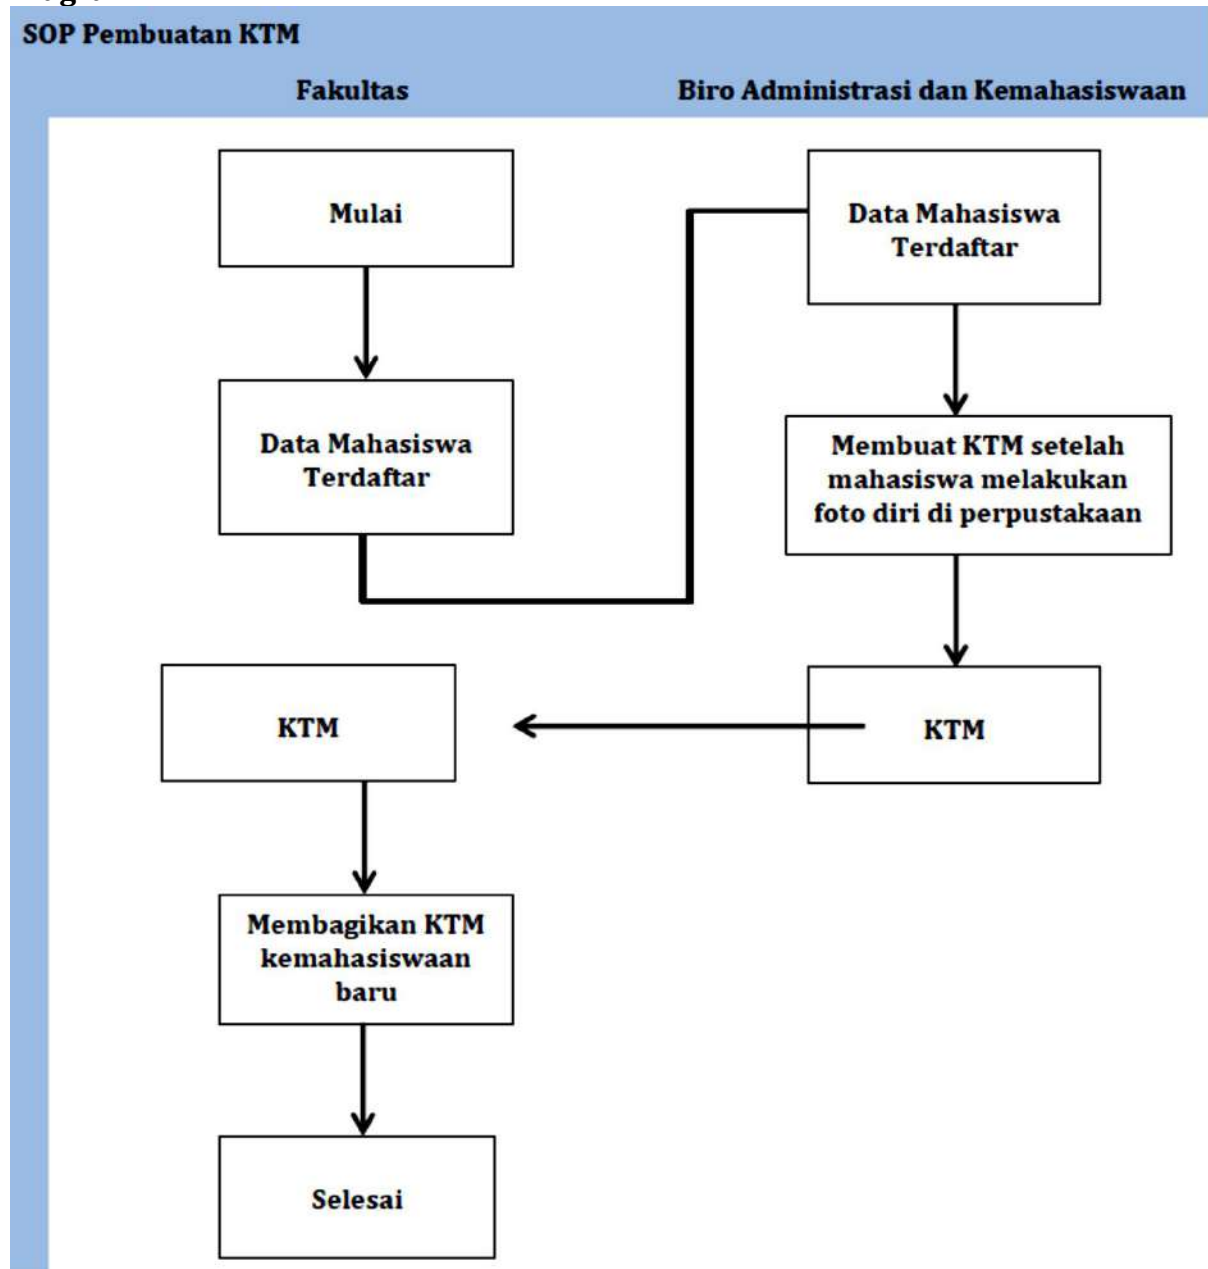 SOP Pembuatan KTM
Fakultas
Biro Administrasi dan Kemahasiswaan
Mulai
Data Mahasiswa
Terdaftar
Data Mahasiswa
Terdaftar
Membuat KTM setelah
mahasiswa melakukan
foto diri di perpustakaan
KTM
KTM
Membagikan KTM
kemahasiswaan
baru
Selesai